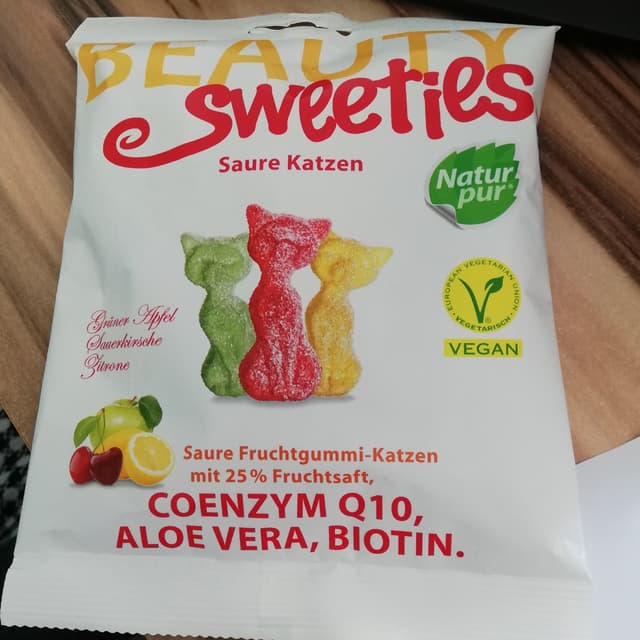 BEAUTY
Sweeties
Saure Katzen
Natur
pur®
EUROPEAN VEGETARIAN UNION
VEGETARISCH
VEGAN
Grüner Apfel
Sauerkirsche
Zitrone
Saure Fruchtgummi-Katzen
mit 25% Fruchtsaft,
COENZYM Q10,
ALOE VERA, BIOTIN.